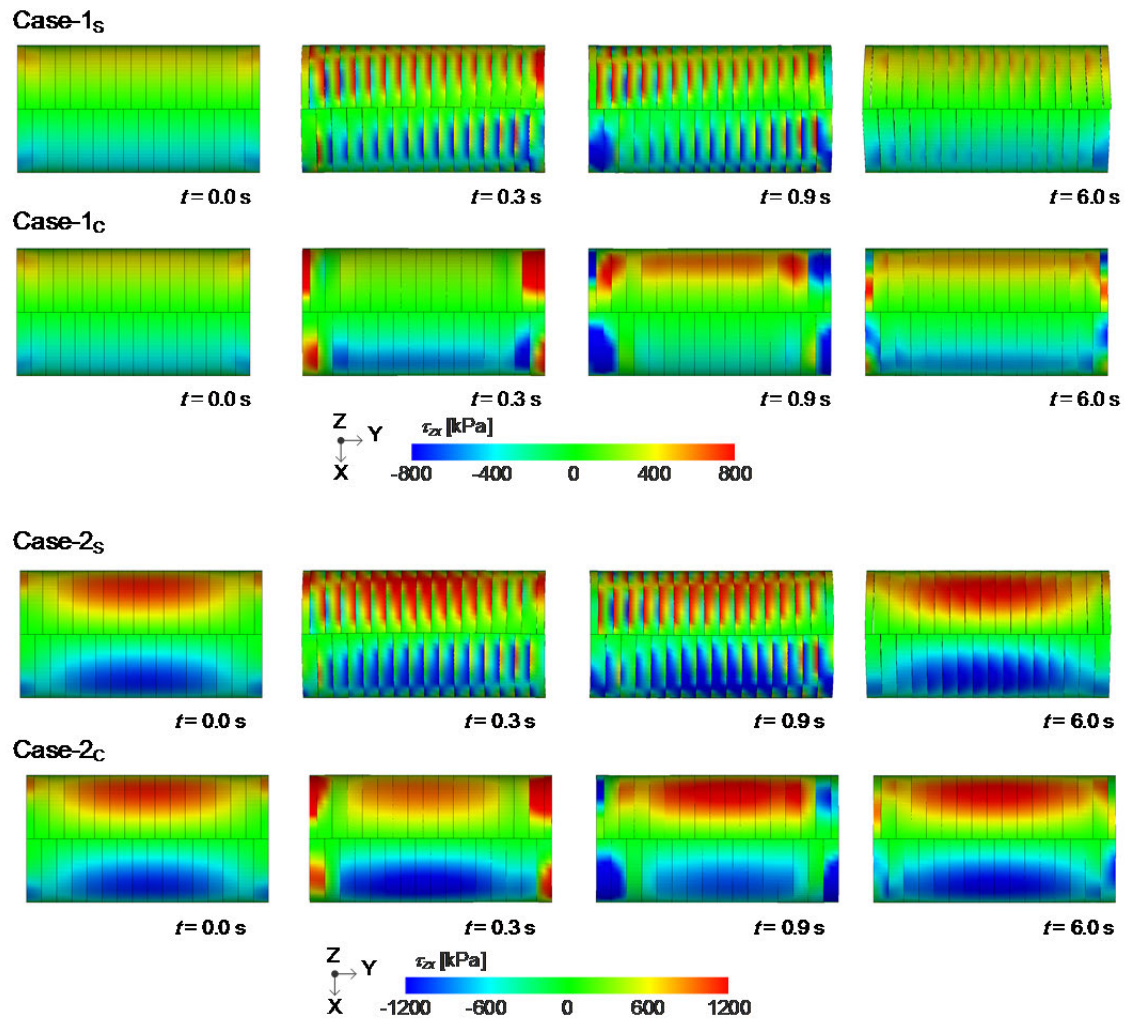 Case-1s
t = 0.0 s t = 0.3 s t = 0.9 s t = 6.0 s
Case-1c
t = 0.0 s t = 0.3 s t = 0.9 s t = 6.0 s
Z
Y
X
τzx [kPa]
-800 -400 0 400 800
Case-2s
t = 0.0 s t = 0.3 s t = 0.9 s t = 6.0 s
Case-2c
t = 0.0 s t = 0.3 s t = 0.9 s t = 6.0 s
Z
Y
X
τzx [kPa]
-1200 -600 0 600 1200